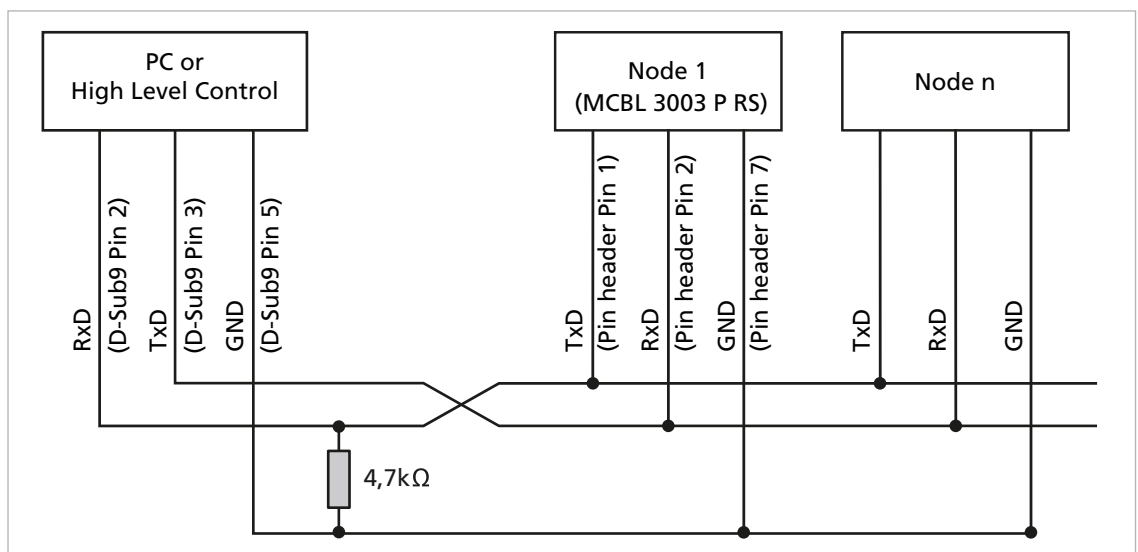 PC or
High Level Control
Node 1
(MCBL 3003 P RS)
Node n
RxD
(D-Sub9 Pin 2)
TxD
(D-Sub9 Pin 3)
GND
(D-Sub9 Pin 5)
TxD
(Pin header Pin 1)
RxD
(Pin header Pin 2)
GND
(Pin header Pin 7)
TxD
RxD
GND
4,7kΩ